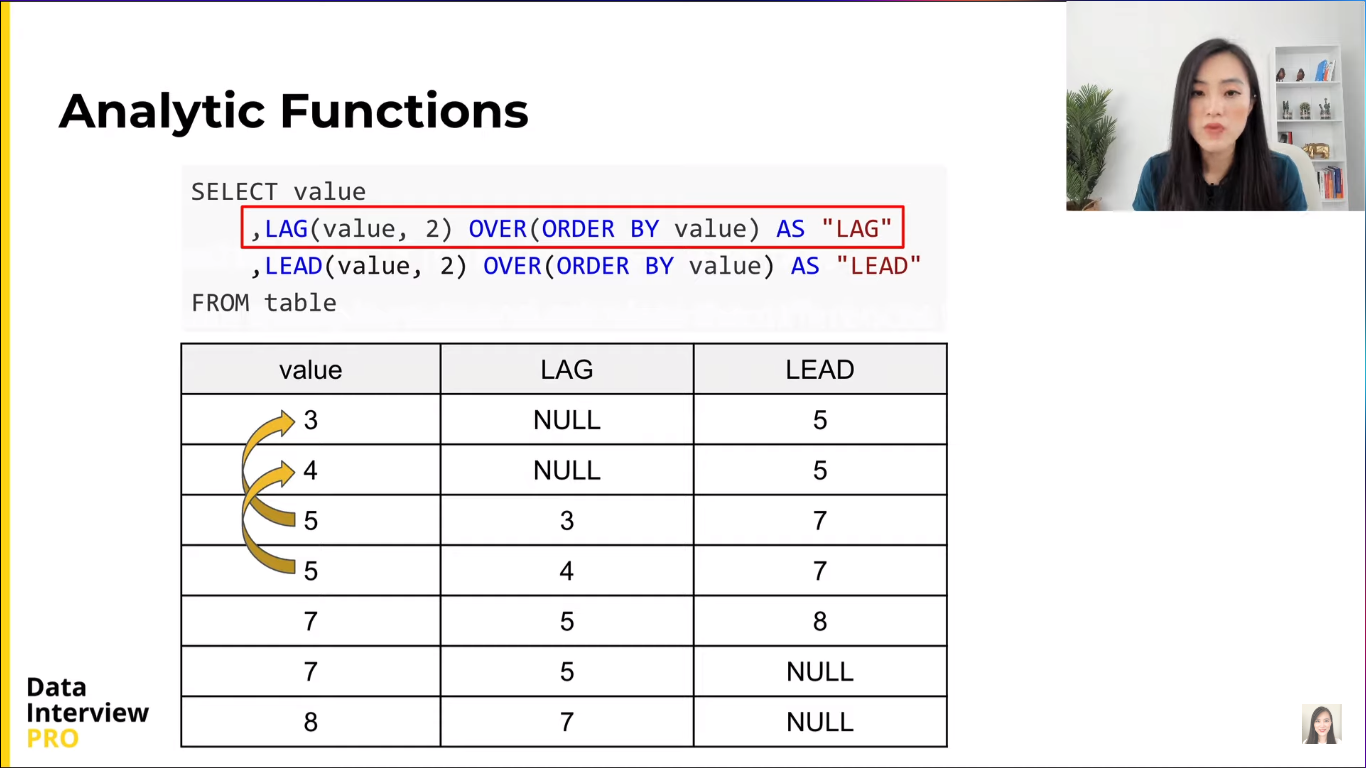 Analytic Functions
SELECT value
,LAG(value, 2) OVER(ORDER BY value) AS "LAG"
,LEAD(value, 2) OVER(ORDER BY value) AS "LEAD"
FROM table
value LAG LEAD
3 NULL 5
4 NULL 5
5 3 7
5 4 7
7 5 8
7 5 NULL
8 7 NULL
Data
Interview
PRO